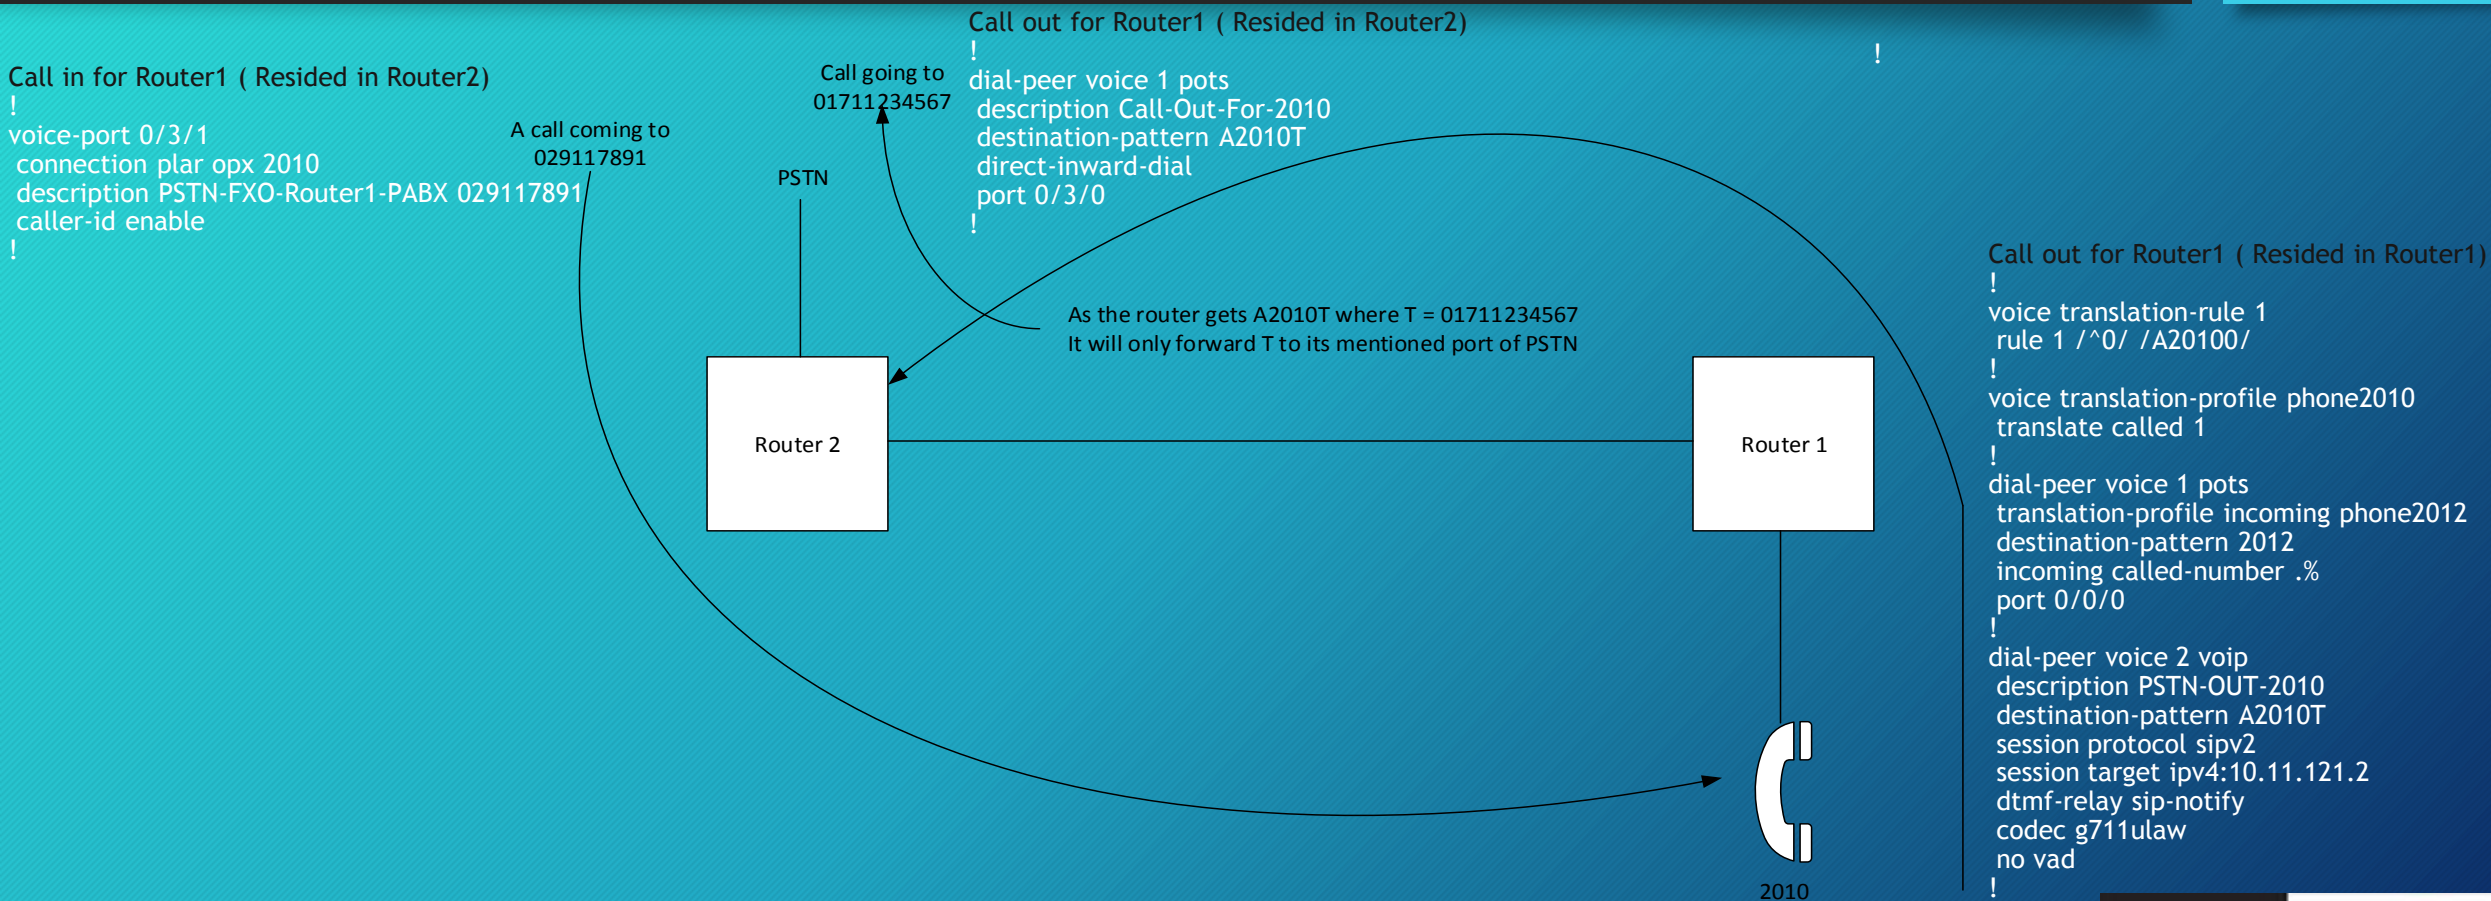 Call in for Router1 ( Resided in Router2)
!
voice-port 0/3/1
connection plar opx 2010
description PSTN-FXO-Router1-PABX 029117891
caller-id enable
!
A call coming to
029117891
PSTN
Call going to
01711234567
Call out for Router1 ( Resided in Router2)
!
dial-peer voice 1 pots
description Call-Out-For-2010
destination-pattern A2010T
direct-inward-dial
port 0/3/0
!
!
As the router gets A2010T where T = 01711234567
It will only forward T to its mentioned port of PSTN
Router 2
Router 1
2010
Call out for Router1 ( Resided in Router1)
!
voice translation-rule 1
rule 1 /^0/ /A20100/
!
voice translation-profile phone2010
translate called 1
!
dial-peer voice 1 pots
translation-profile incoming phone2012
destination-pattern 2012
incoming called-number .%
port 0/0/0
!
dial-peer voice 2 voip
description PSTN-OUT-2010
destination-pattern A2010T
session protocol sipv2
session target ipv4:10.11.121.2
dtmf-relay sip-notify
codec g711ulaw
no vad
!